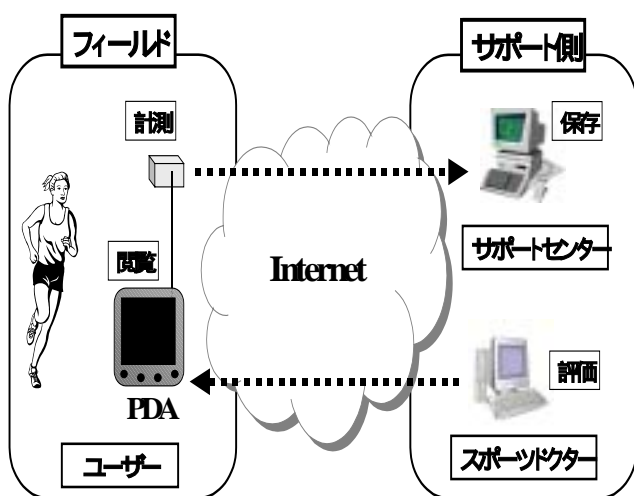 フィールド
サポート側
計測
保存
サポートセンター
閲覧
Internet
評価
PDA
ユーザー
スポーツドクター